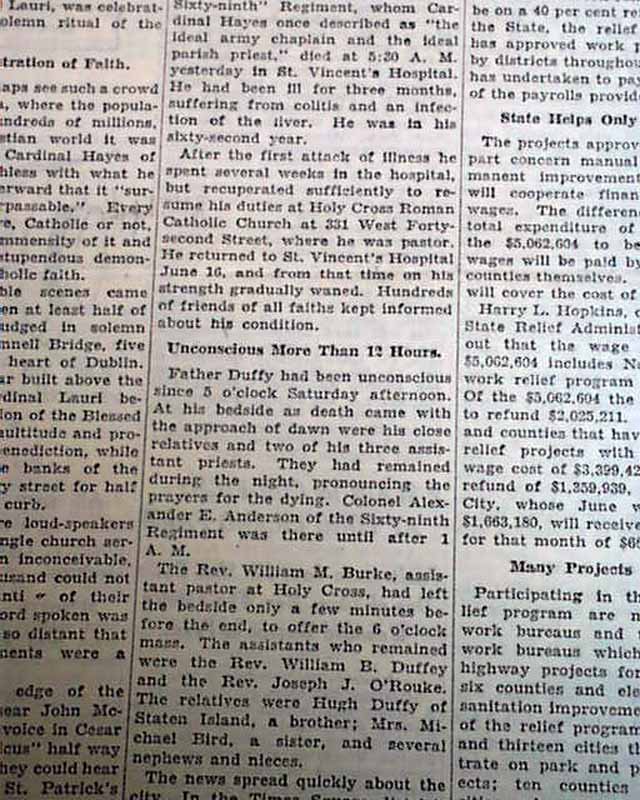 Lauri, was celebrat-
olemn ritual of the
tration of Faith.
aps see such a crowd
, where the popula-
undreds of millions,
stian world it was
Cardinal Hayes of
hless with what he
erward that it "sur-
rpassable." Every
e, Catholic or not,
mmensity of it and
stupendous demon-
holic faith.
ble scenes came
en at least half of
udged in solemn
nnell Bridge, five
heart of Dublin.
ar built above the
rdinal Lauri be-
ion of the Blessed
ultitude and pro-
enediction, while
e banks of the
y street for half
curb.
re loud-speakers
ngle church ser-
n inconceivable,
usand could not
of their
ord spoken was
so distant that
ments were a
edge of the
ear John Mc-
voice in Cesar
icus" half way
hey could hear
St. Patrick's
Sixty-ninth" Regiment, whom Car-
dinal Hayes once described as "the
ideal army chaplain and the ideal
parish priest," died at 5:20 A. M.
yesterday in St. Vincent's Hospital.
He had been ill for three months,
suffering from colitis and an infec-
tion of the liver. He was in his
sixty-second year.
After the first attack of illness he
spent several weeks in the hospital,
but recuperated sufficiently to re-
sume his duties at Holy Cross Roman
Catholic Church at 331 West Forty-
second Street, where he was pastor.
He returned to St. Vincent's Hospital
June 16, and from that time on his
strength gradually waned. Hundreds
of friends of all faiths kept informed
about his condition.
Unconscious More Than 12 Hours.
Father Duffy had been unconscious
since 5 o'clock Saturday afternoon.
At his bedside as death came with
the approach of dawn were his close
relatives and two of his three assis-
tant priests. They had remained
during the night, pronouncing the
prayers for the dying. Colonel Alex-
ander E. Anderson of the Sixty-ninth
Regiment was there until after 1
A. M.
The Rev. William M. Burke, assis-
tant pastor at Holy Cross, had left
the bedside only a few minutes be-
fore the end, to offer the 6 o'clock
mass. The assistants who remained
were the Rev. William B. Duffey
and the Rev. Joseph J. O'Rourke.
The relatives were Hugh Duffy of
Staten Island, a brother; Mrs. Mi-
chael Bird, a sister, and several
nephews and nieces.
The news spread quickly about the
city. In the Times Square
be on a 40 per cent re
the State, the relief
has approved work
by districts throughou
has undertaken to pa
of the payrolls provid
State Helps Only
The projects approv
part concern manual
manent improvement
will cooperate finan
wages. The differen
total expenditure of
the $5,062,604 to be
wages will be paid by
counties themselves.
will cover the cost of
Harry L. Hopkins,
State Relief Administ
out that the wage
$5,062,604 includes N
work relief program
Of the $5,062,604 the
to refund $2,025,211.
and counties that hav
relief projects with
wage cost of $3,399,42
refund of $1,359,939,
City, whose June w
$1,663,180, will receive
for that month of $66
Many Projects
Participating in th
lief program are n
work bureaus and
work bureaus which
highway projects for
six counties and ele
sanitation improveme
of the relief program
and thirteen cities th
trate on park and p
ects; ten counties